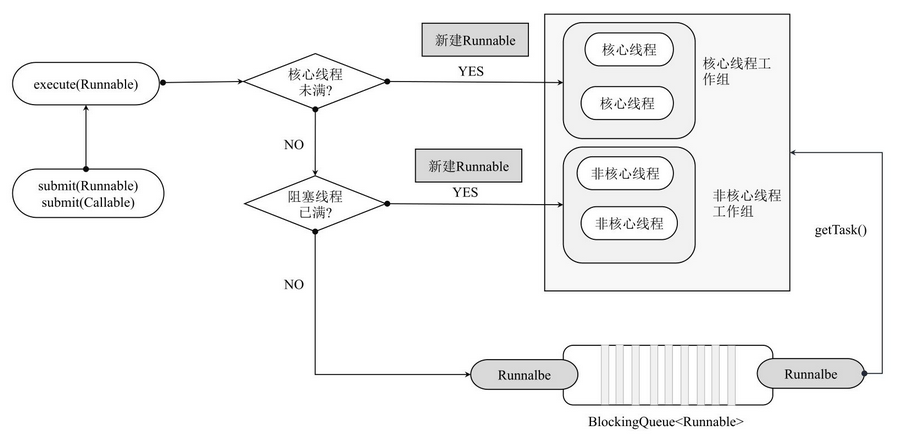 新建Runnable
核心线程
核心线程工
作组
核心线程
execute(Runnable)
核心线程
未满?
YES
NO
新建Runnable
YES
submit(Runnable)
submit(Callable)
阻塞线程
已满?
非核心线程
非核心线程
工作组
非核心线程
getTask()
NO
Runnalbe
Runnalbe
BlockingQueue<Runnable>